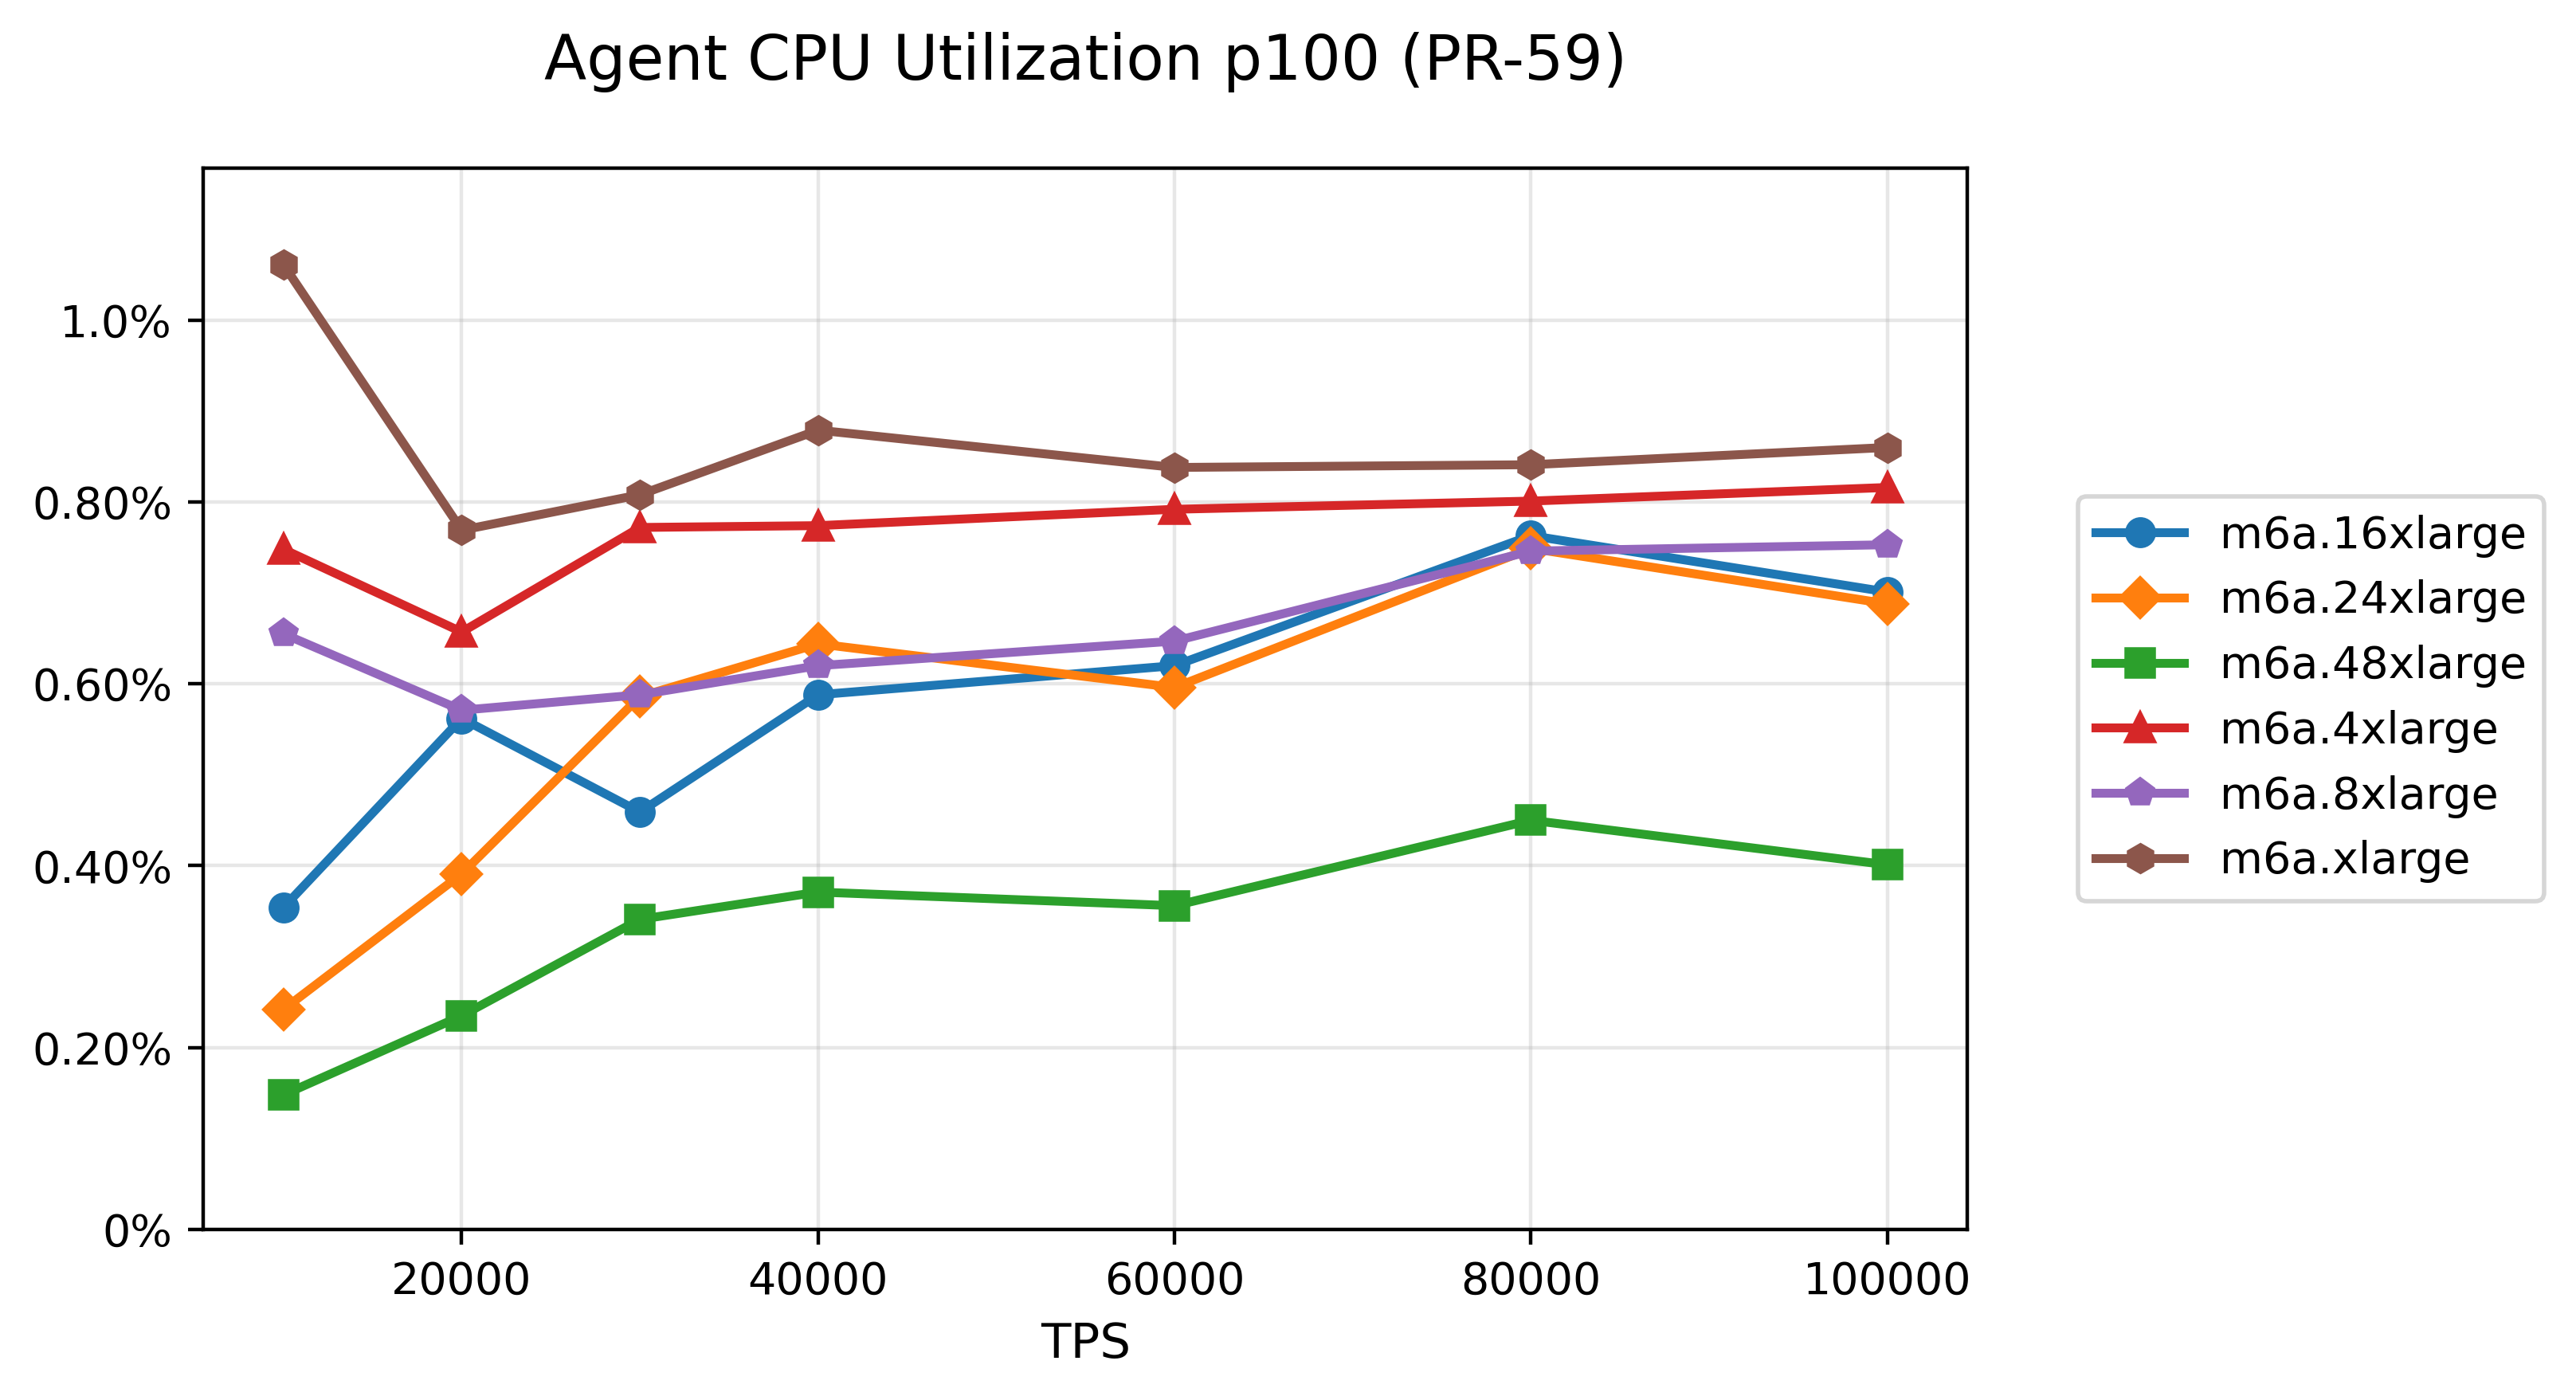 Agent CPU Utilization p100 (PR-59)
1.0%
0.80%
0.60%
0.40%
0.20%
0%
20000 40000 60000 80000 100000
TPS
m6a.16xlarge
m6a.24xlarge
m6a.48xlarge
m6a.4xlarge
m6a.8xlarge
m6a.xlarge